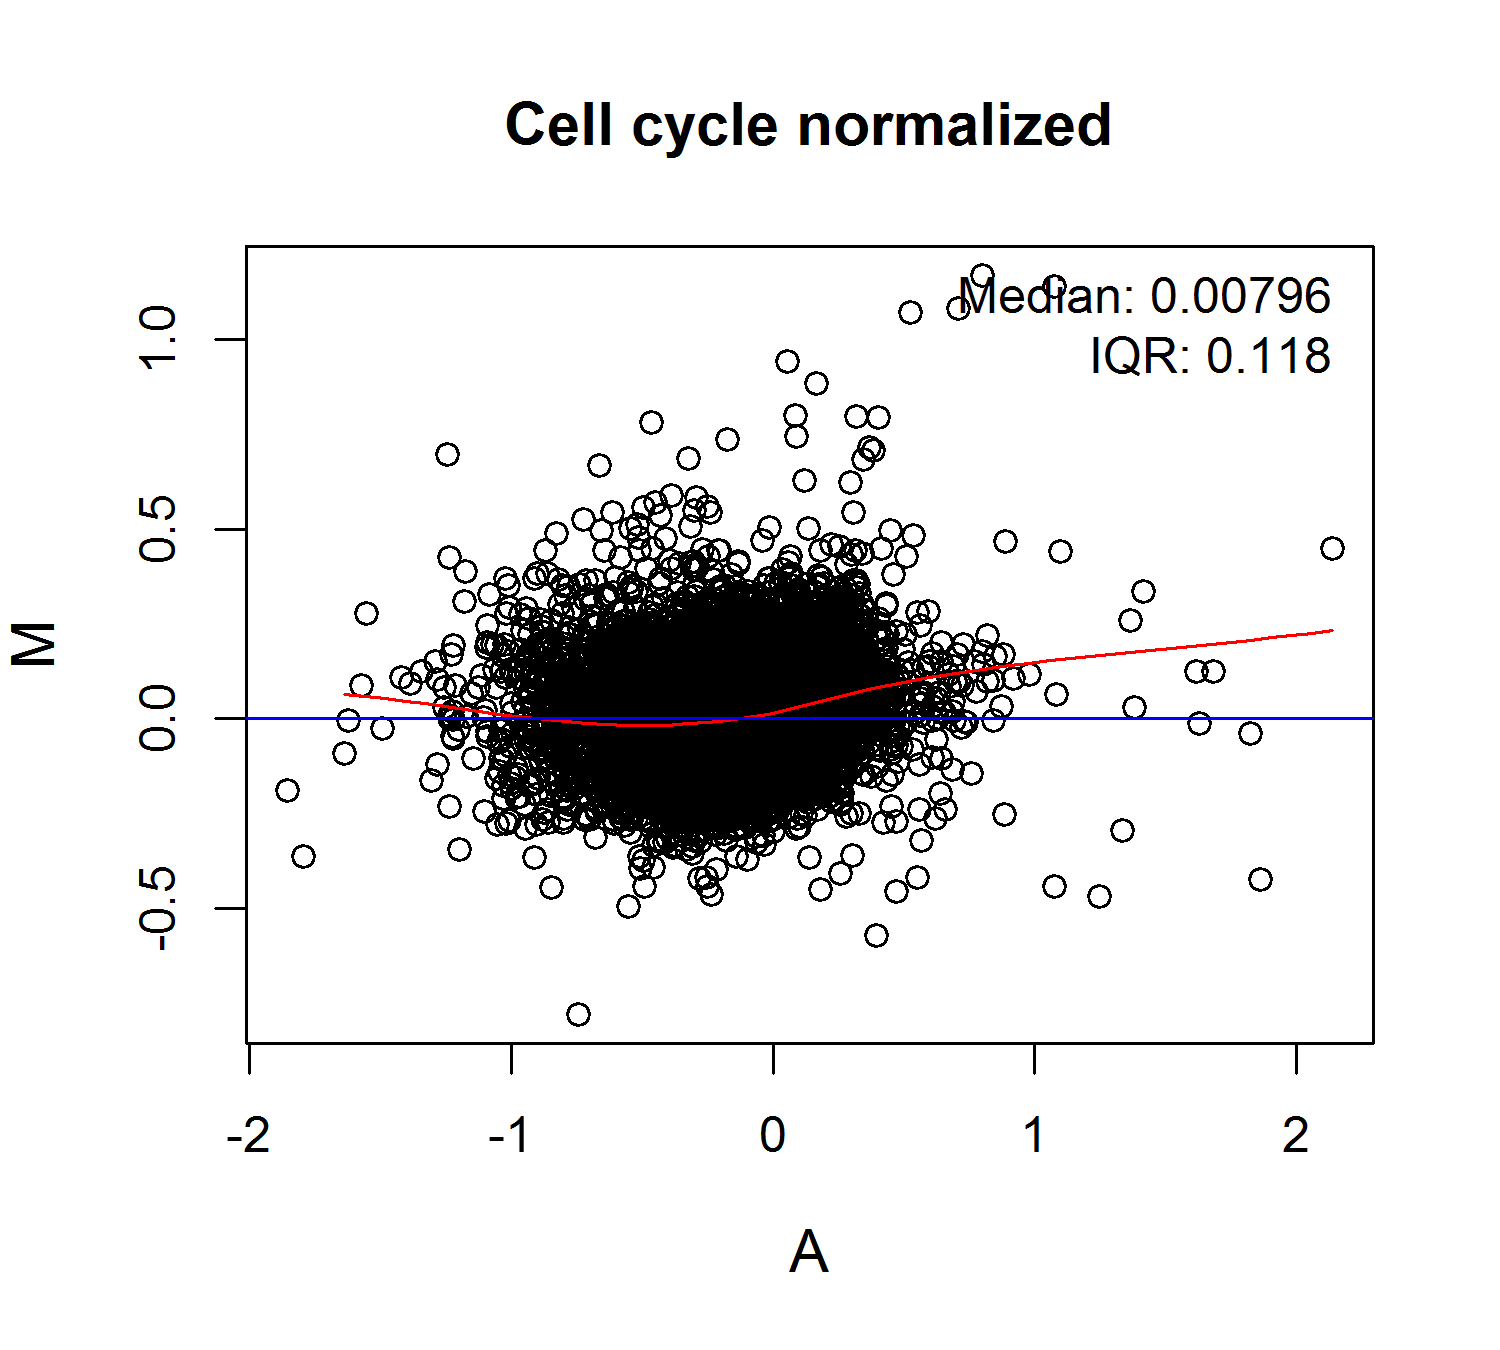 Cell cycle normalized
Median: 0.00796
IQR: 0.118
M
1.0
0.5
0.0
-0.5
-2 -1 0 1 2
A